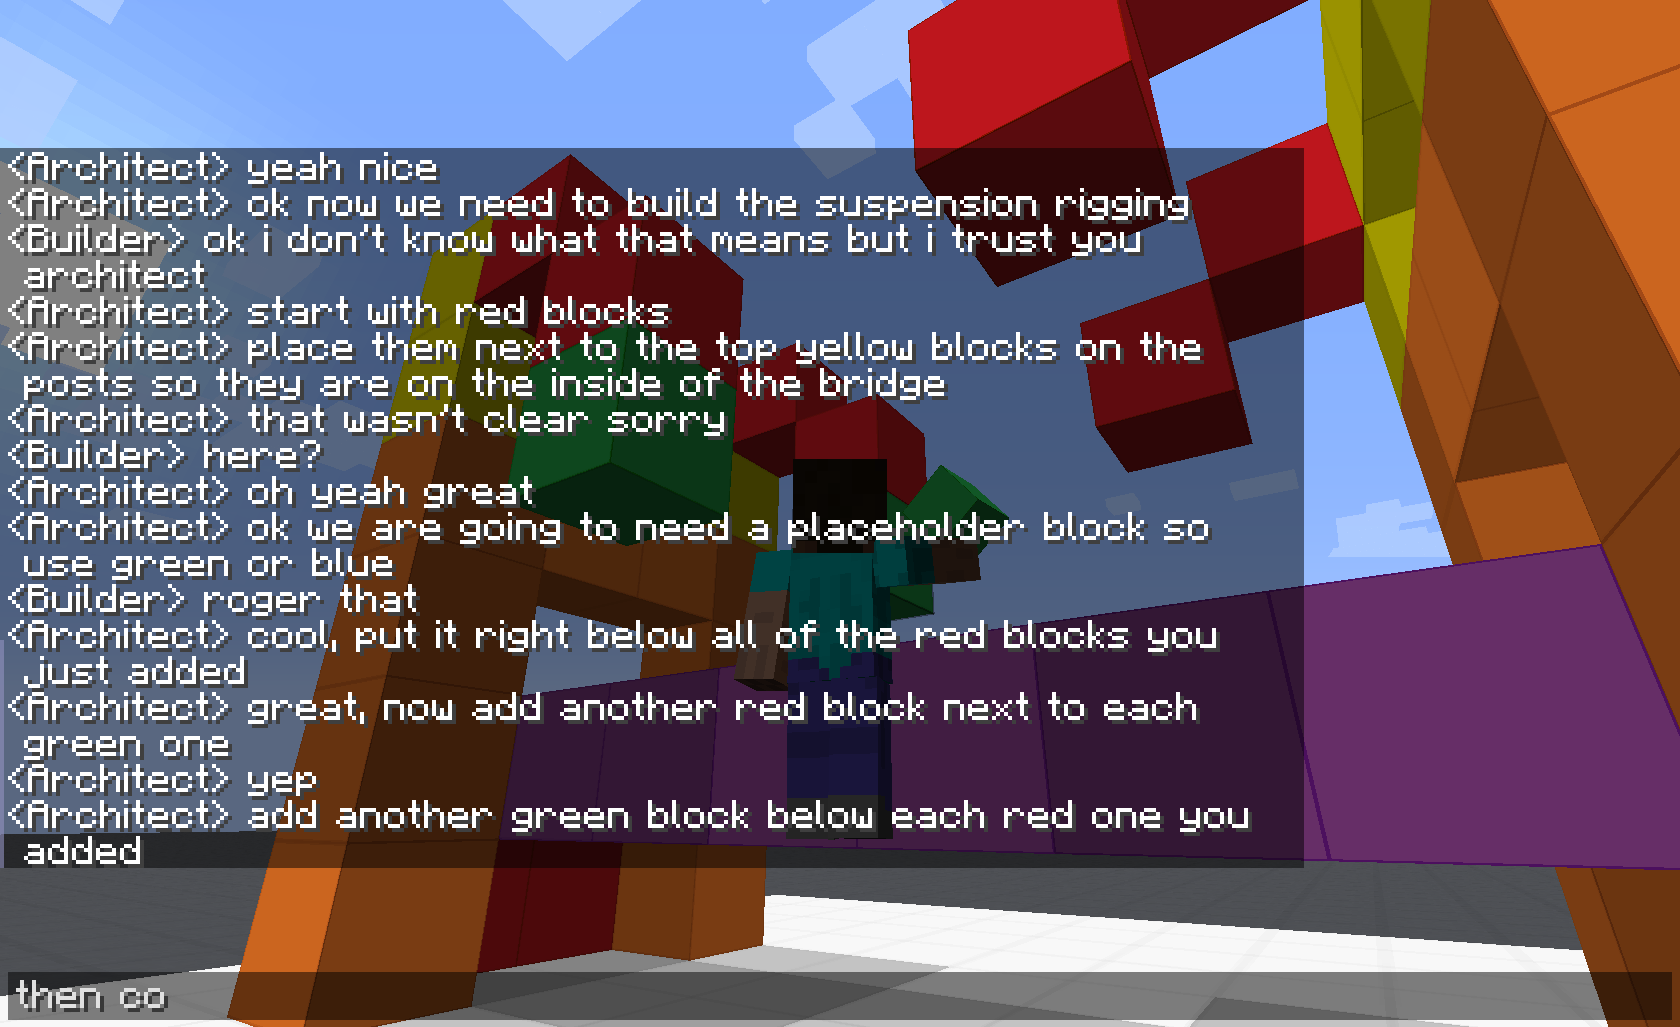 <Architect> yeah nice
<Architect> ok now we need to build the suspension rigging
<Builder> ok i don't know what that means but i trust you
architect
<Architect> start with red blocks
<Architect> place them next to the top yellow blocks on the
posts so they are on the inside of the bridge
<Architect> that wasn't clear sorry
<Builder> here?
<Architect> oh yeah great
<Architect> ok we are going to need a placeholder block so
use green or blue
<Builder> roger that
<Architect> cool, put it right below all of the red blocks you
just added
<Architect> great, now add another red block next to each
green one
<Architect> yep
<Architect> add another green block below each red one you
added
then co